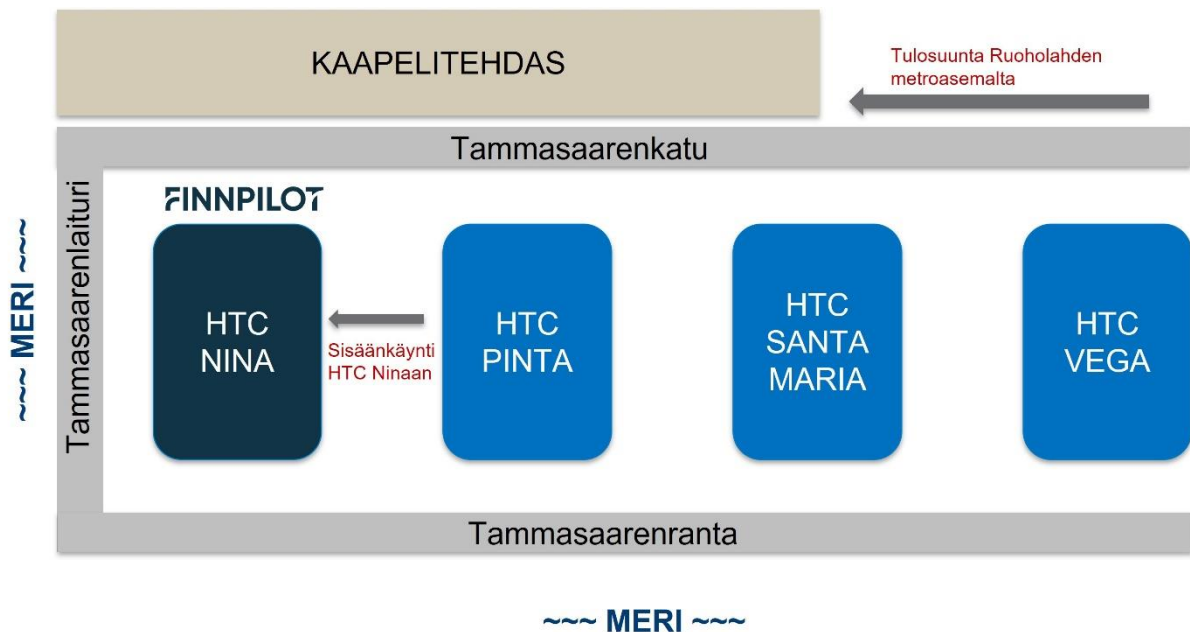 KAAPELITEHDAS
Tulosuunta Ruoholahden
metroasemalta
Tammasaarenkatu
~~~ MERI ~~~
Tammasaarenlaituri
FINNPILOT
HTC
NINA
Sisäänkäynti
HTC Ninaan
HTC
PINTA
HTC
SANTA
MARIA
HTC
VEGA
Tammasaarenranta
~~~ MERI ~~~